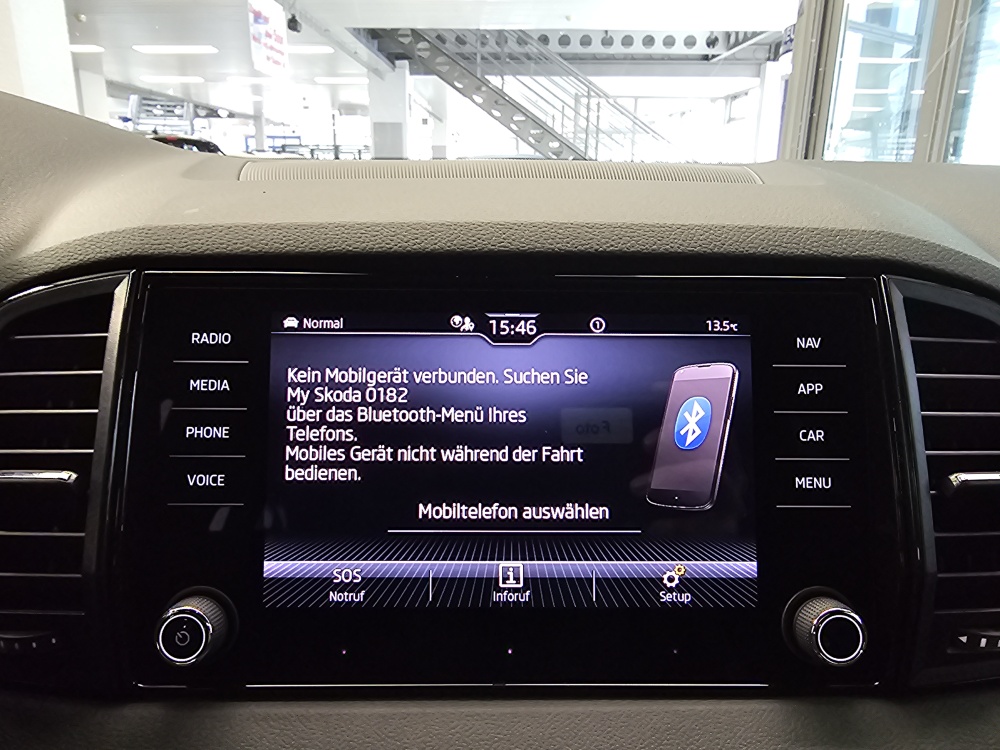 Normal
15:46
1
13.5°C
RADIO
MEDIA
PHONE
VOICE
Kein Mobilgerät verbunden. Suchen Sie
My Skoda 0182
über das Bluetooth-Menü Ihres
Telefons.
Mobiles Gerät nicht während der Fahrt
bedienen.
Mobiltelefon auswählen
SOS
Notruf
i
Inforuf
Setup
NAV
APP
CAR
MENU